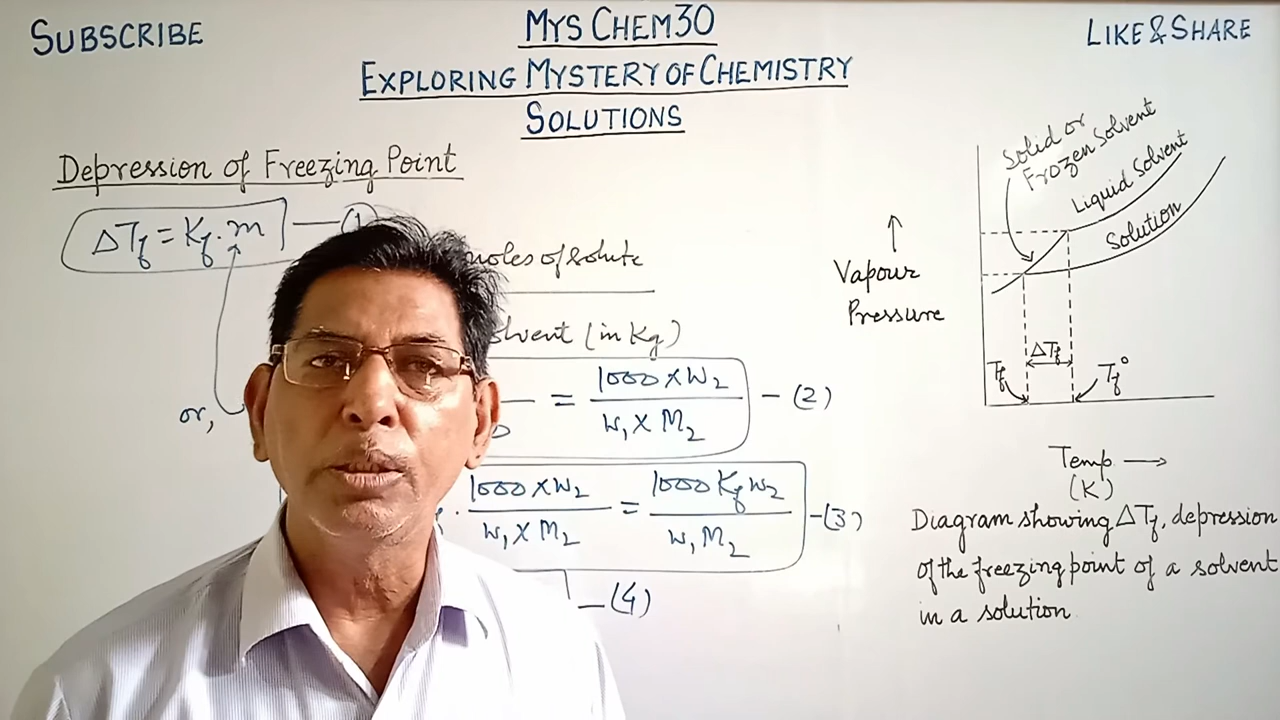 SUBSCRIBE
MYS CHEM30
LIKE & SHARE
EXPLORING MYSTERY OF CHEMISTRY
SOLUTIONS
Depression of Freezing Point
ΔTf = Kf . m — (1)
moles of solute
solvent (in Kg)
or,
= 1000 × W2 / W1 × M2 — (2)
. 1000 × W2 / W1 × M2 = 1000 Kf W2 / W1 M2 — (3)
— (4)
Solid or
Frozen Solvent
Liquid Solvent
Solution
↑
Vapour
Pressure
ΔTf
Tf
Tf°
Temp →
(K)
Diagram showing ΔTf, depression
of the freezing point of a solvent
in a solution.